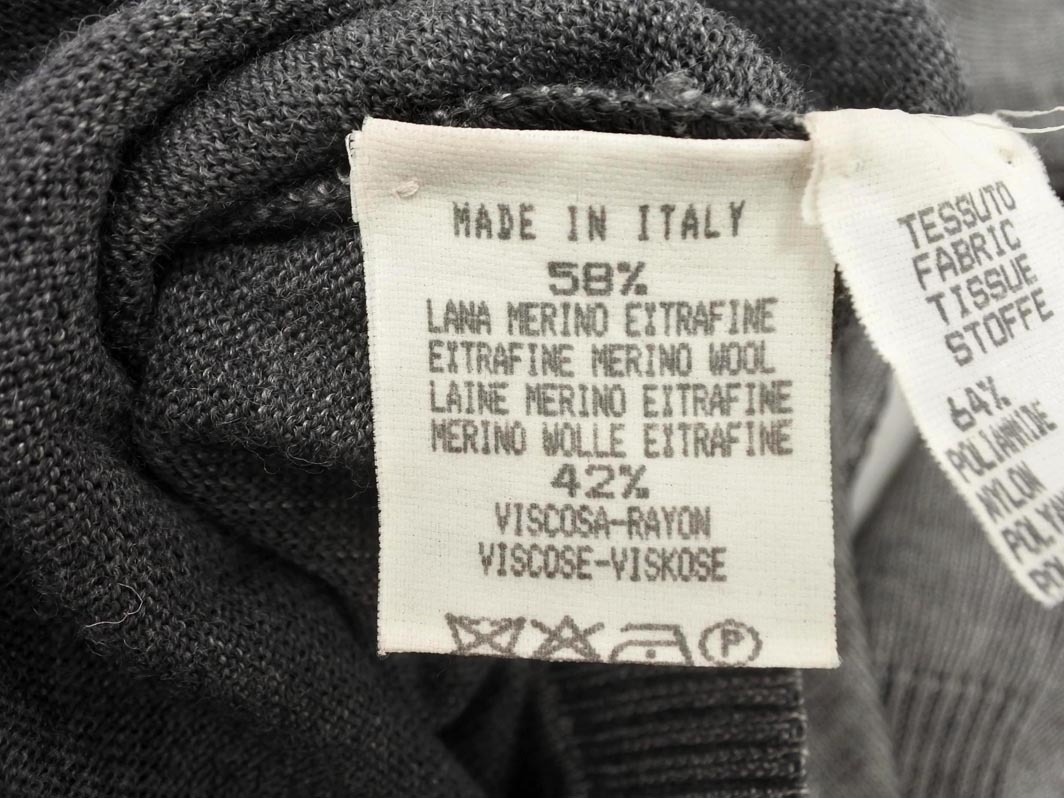 MADE IN ITALY
58%
LANA MERINO EXTRAFINE
EXTRAFINE MERINO WOOL
LAINE MERINO EXTRAFINE
MERINO WOLLE EXTRAFINE
42%
VISCOSA-RAYON
VISCOSE-VISKOSE
P
TESSUTO
FABRIC
TISSUE
STOFFE
64%
POLIAMMIDE
NYLON